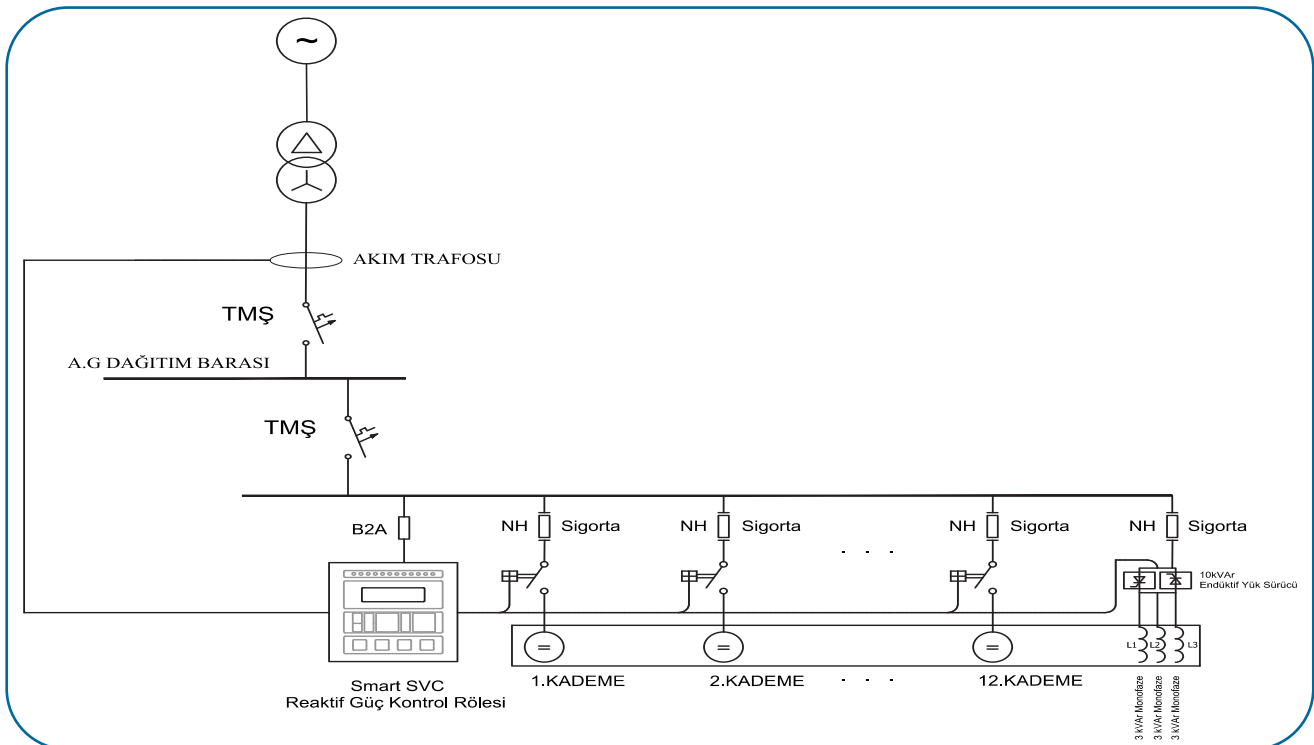 ~
AKIM TRAFOSU
TMŞ
A.G DAĞITIM BARASI
TMŞ
B2A
NH Sigorta
NH Sigorta
. . .
NH Sigorta
NH Sigorta
10kVAr
Endüktif Yük Sürücü
= = =
L1 L2 L3
1.KADEME 2.KADEME . . . 12.KADEME
Smart SVC
Reaktif Güç Kontrol Rölesi
3 kVAr Monofaze
3 kVAr Monofaze
3 kVAr Monofaze